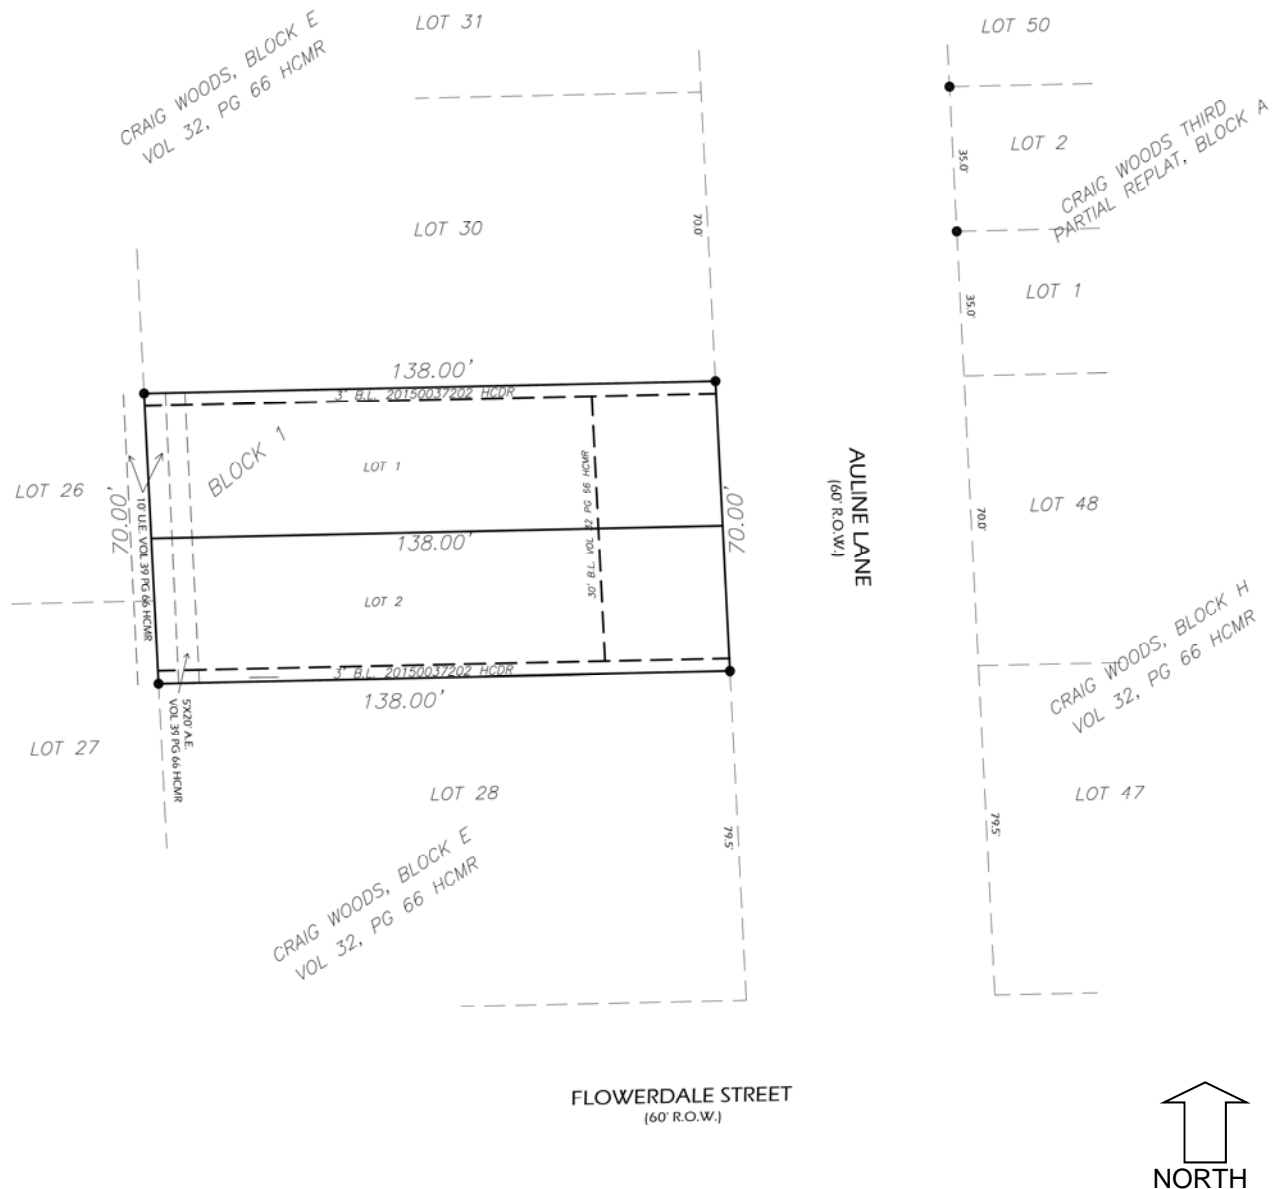 LOT 31
LOT 50
CRAIG WOODS, BLOCK E
VOL 32, PG 66 HCMR
LOT 2
35.0'
CRAIG WOODS THIRD
PARTIAL REPLAT, BLOCK A
LOT 30
70.0'
LOT 1
35.0'
138.00'
3' B.L. 20150037202 HCDR
BLOCK 1
LOT 1
LOT 26
70.00'
10' U.E. VOL 39 PG 66 HCMR
30' B.L. VOL 32 PG 66 HCMR
70.00'
AULINE LANE
(60' R.O.W.)
70.0'
LOT 48
138.00'
LOT 2
3' B.L. 20150037202 HCDR
138.00'
5'X20' A.E.
VOL 39 PG 66 HCMR
CRAIG WOODS, BLOCK H
VOL 32, PG 66 HCMR
LOT 27
LOT 28
79.5'
79.5'
LOT 47
CRAIG WOODS, BLOCK E
VOL 32, PG 66 HCMR
FLOWERDALE STREET
(60' R.O.W.)
NORTH